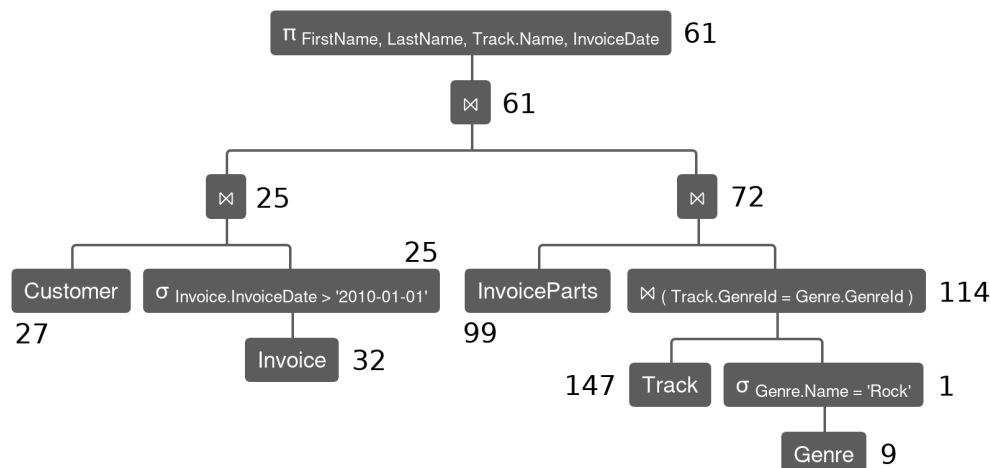 π FirstName, LastName, Track.Name, InvoiceDate 61
⋈ 61
⋈ 25
⋈ 72
25
Customer
σ Invoice.InvoiceDate > '2010-01-01'
InvoiceParts
⋈ ( Track.GenreId = Genre.GenreId ) 114
27
99
Invoice 32
147 Track
σ Genre.Name = 'Rock' 1
Genre 9